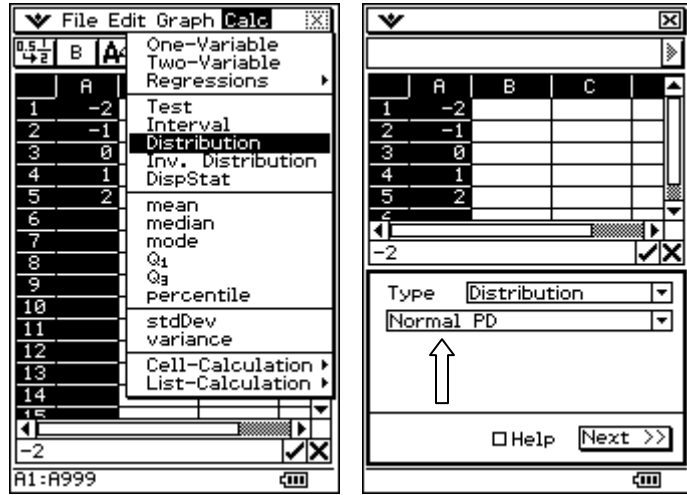 File Edit Graph Calc
B
One-Variable
Two-Variable
Regressions
Test
Interval
Distribution
Inv. Distribution
DispStat
mean
median
mode
Q1
Q3
percentile
stdDev
variance
Cell-Calculation
List-Calculation
A
1 -2
2 -1
3 0
4 1
5 2
6
7
8
9
10
11
12
13
14
15
-2
A1:A999
A B C
1 -2
2 -1
3 0
4 1
5 2
-2
Type Distribution
Normal PD
Help Next >>